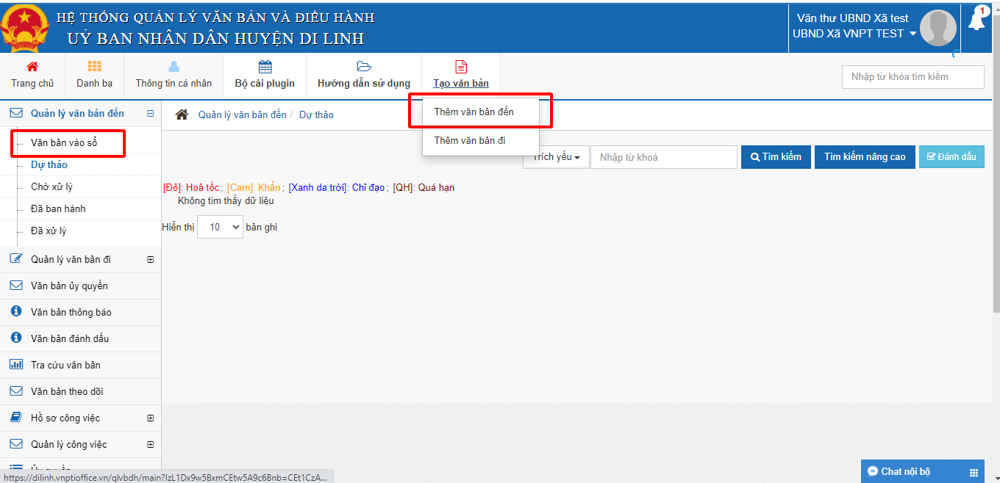 HỆ THỐNG QUẢN LÝ VĂN BẢN VÀ ĐIỀU HÀNH
UỶ BAN NHÂN DÂN HUYỆN DI LINH
Văn thư UBND Xã test
UBND Xã VNPT TEST
1
Trang chủ
Danh bạ
Thông tin cá nhân
Bộ cài plugin
Hướng dẫn sử dụng
Tạo văn bản
Nhập từ khóa tìm kiếm
Thêm văn bản đến
Thêm văn bản đi
Quản lý văn bản đến
Văn bản vào sổ
Dự thảo
Chờ xử lý
Đã ban hành
Đã xử lý
Quản lý văn bản đi
Văn bản ủy quyền
Văn bản thông báo
Văn bản đánh dấu
Tra cứu văn bản
Văn bản theo dõi
Hồ sơ công việc
Quản lý công việc
Ủy quyền
Quản lý văn bản đến / Dự thảo
Trích yếu
Nhập từ khoá
Tìm kiếm
Tìm kiếm nâng cao
Đánh dấu
[Đỏ]: Hoả tốc ; [Cam]: Khẩn ; [Xanh da trời]: Chỉ đạo ; [QH]: Quá hạn
Không tìm thấy dữ liệu
Hiển thị 10 bản ghi
https://dilinh.vnptioffice.vn/qlvbdh/main?IzL1Dx9w5BxmCEtw5A9c6Bnb=CEt1CzA...
Chat nội bộ